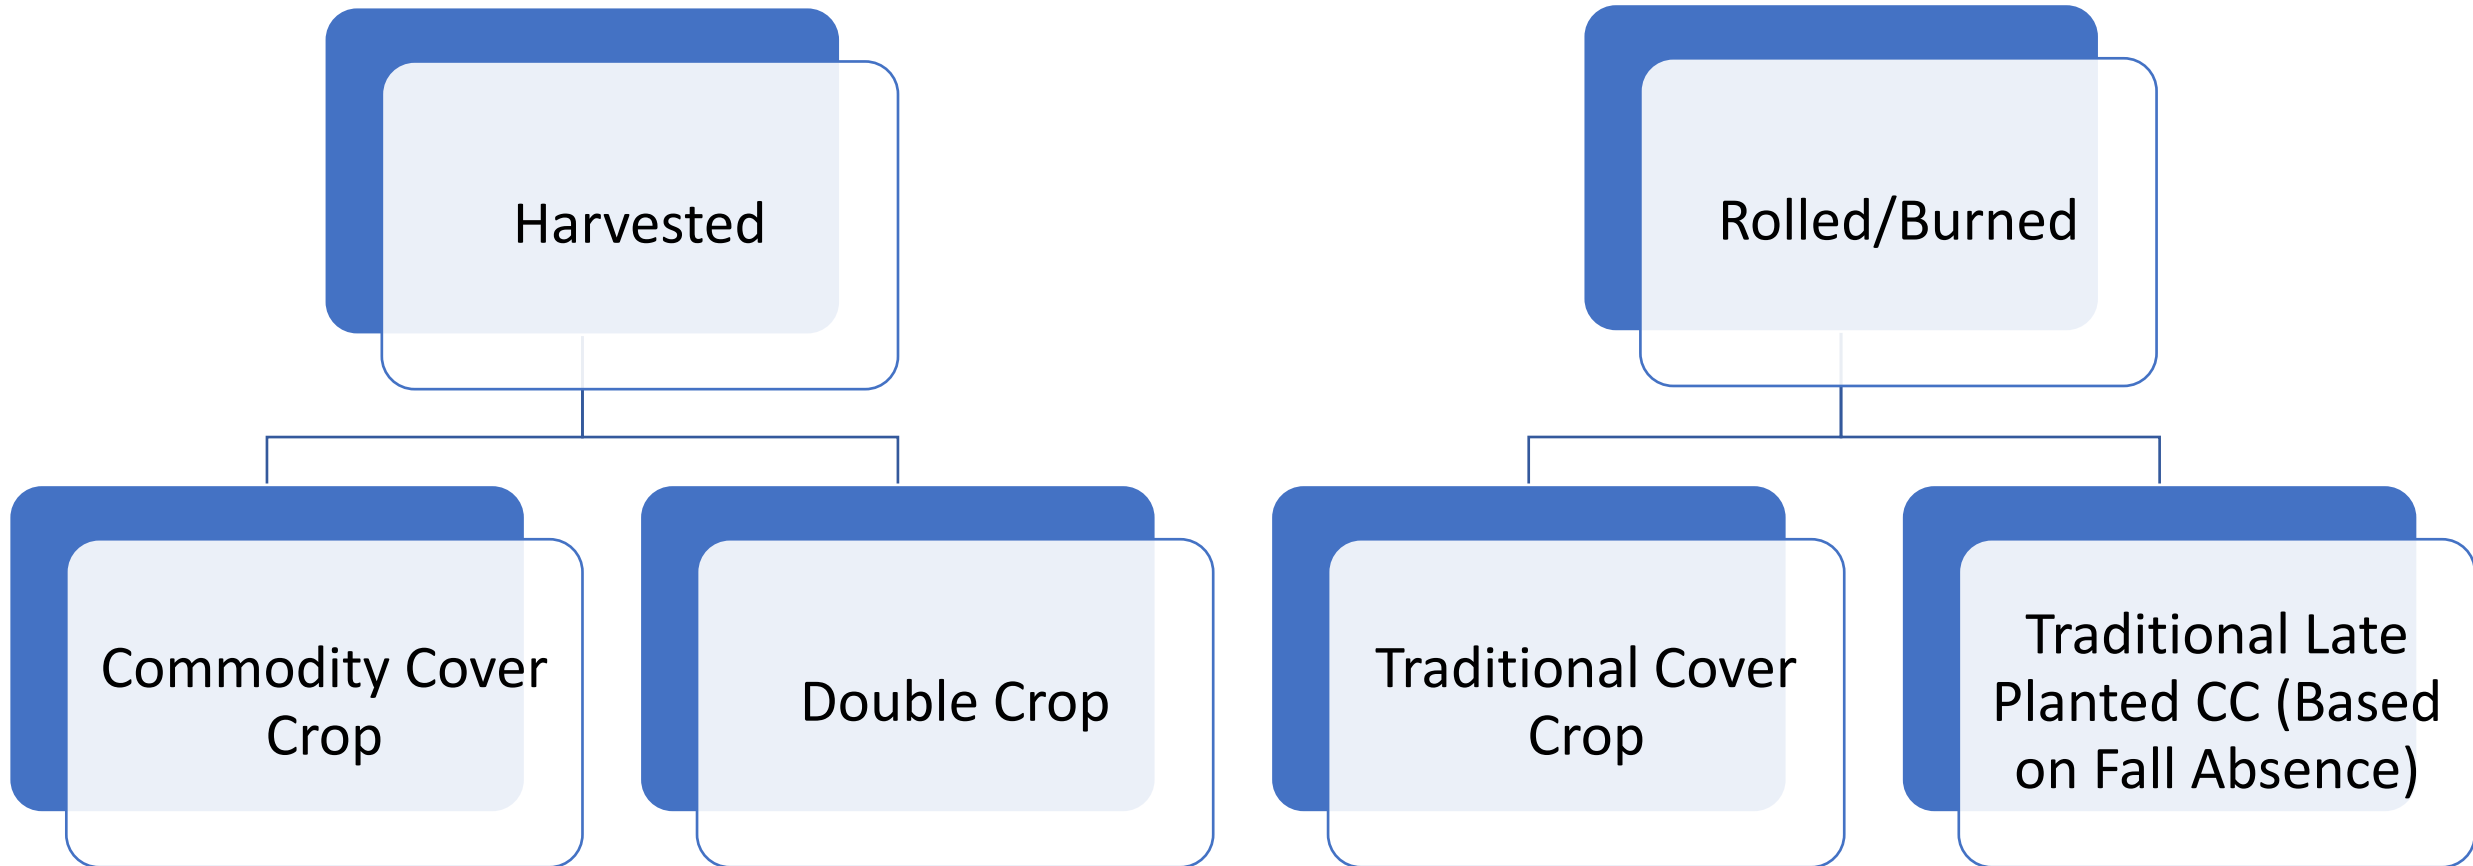 Harvested
Rolled/Burned
Commodity Cover
Crop
Double Crop
Traditional Cover
Crop
Traditional Late
Planted CC (Based
on Fall Absence)